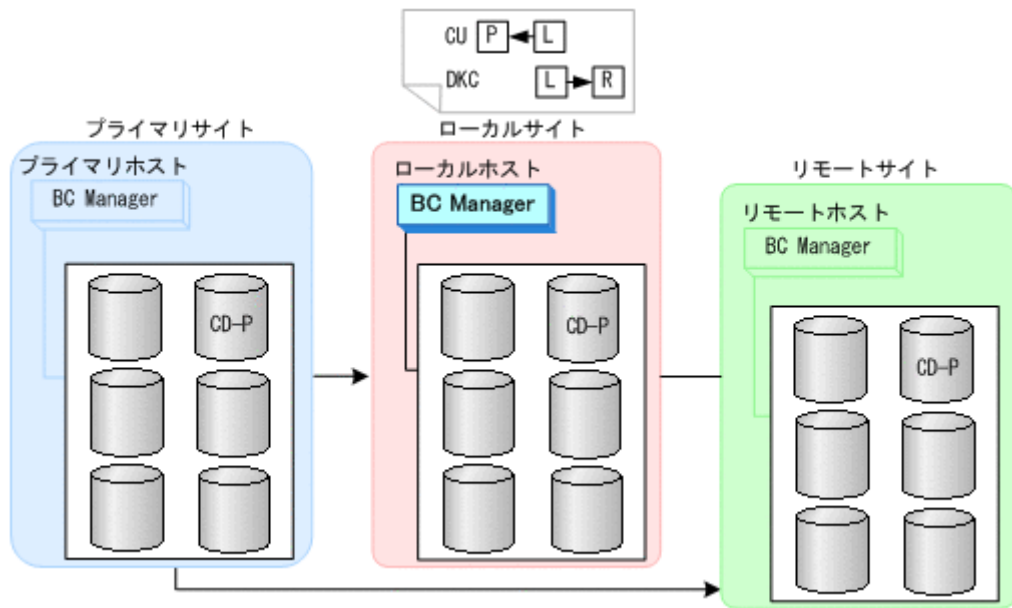 CU P L
DKC L R
プライマリサイト
ローカルサイト
リモートサイト
プライマリホスト
BC Manager
CD-P
ローカルホスト
BC Manager
CD-P
リモートホスト
BC Manager
CD-P